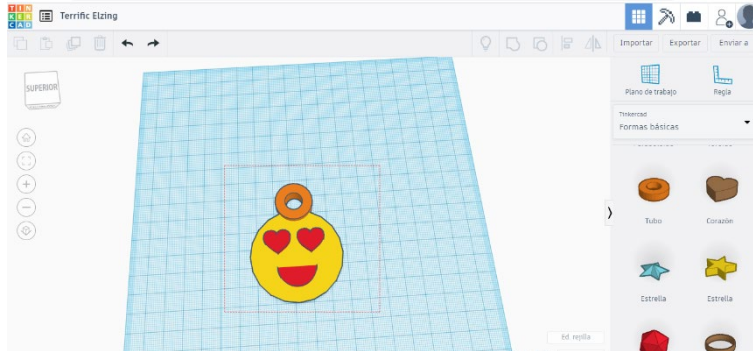 TIN
KER
CAD
Terrific Elzing
Importar
Exportar
Enviar a
SUPERIOR
Plano de trabajo
Regla
Tinkercad
Formas básicas
Tubo
Corazón
Estrella
Estrella
Ed. rejilla